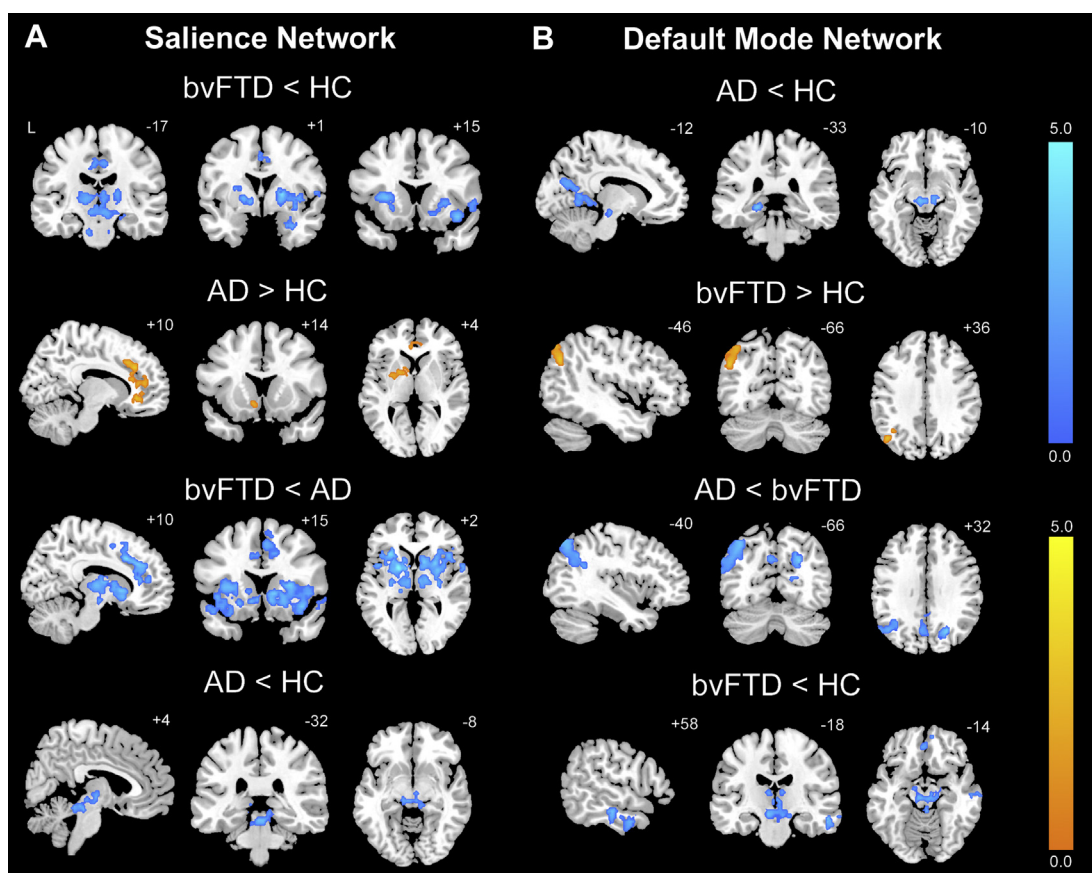 A Salience Network
bvFTD < HC
L -17 +1 +15
AD > HC
+10 +14 +4
bvFTD < AD
+10 +15 +2
AD < HC
+4 -32 -8
B Default Mode Network
AD < HC
-12 -33 -10
bvFTD > HC
-46 -66 +36
AD < bvFTD
-40 -66 +32
bvFTD < HC
+58 -18 -14
5.0
0.0
5.0
0.0